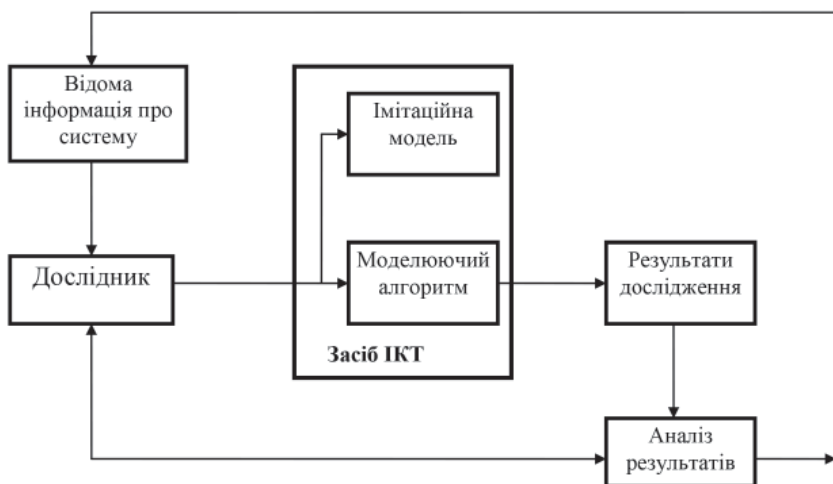 Відома
інформація про
систему
Імітаційна
модель
Дослідник
Моделюючий
алгоритм
Результати
дослідження
Засіб ІКТ
Аналіз
результатів